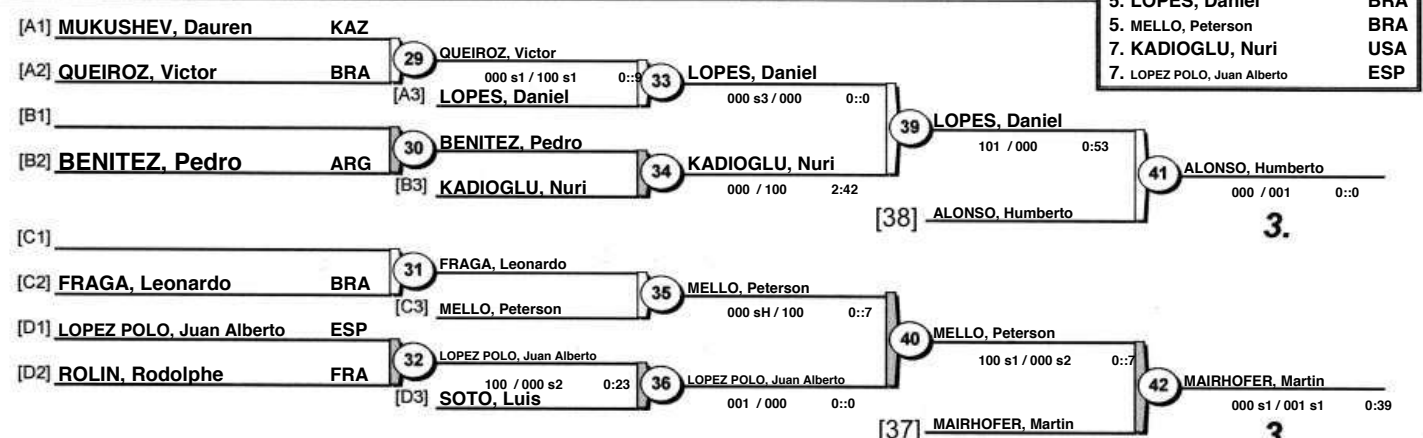 5. LOPES, Daniel BRA
5. MELLO, Peterson BRA
7. KADIOGLU, Nuri USA
7. LOPEZ POLO, Juan Alberto ESP
[A1] MUKUSHEV, Dauren KAZ
29
QUEIROZ, Victor
[A2] QUEIROZ, Victor BRA
000 s1 / 100 s1 0::9
33
LOPES, Daniel
[A3] LOPES, Daniel
000 s3 / 000 0::0
[B1]
39
LOPES, Daniel
101 / 000 0:53
30
BENITEZ, Pedro
[B2] BENITEZ, Pedro ARG
34
KADIOGLU, Nuri
41
ALONSO, Humberto
[B3] KADIOGLU, Nuri
000 / 100 2:42
000 / 001 0::0
[38] ALONSO, Humberto
3.
[C1]
31
FRAGA, Leonardo
[C2] FRAGA, Leonardo BRA
35
MELLO, Peterson
[C3] MELLO, Peterson
000 sH / 100 0::7
[D1] LOPEZ POLO, Juan Alberto ESP
40
MELLO, Peterson
32
LOPEZ POLO, Juan Alberto
100 s1 / 000 s2 0::7
[D2] ROLIN, Rodolphe FRA
100 / 000 s2 0:23
36
LOPEZ POLO, Juan Alberto
42
MAIRHOFER, Martin
[D3] SOTO, Luis
001 / 000 0::0
000 s1 / 001 s1 0:39
[37] MAIRHOFER, Martin
3